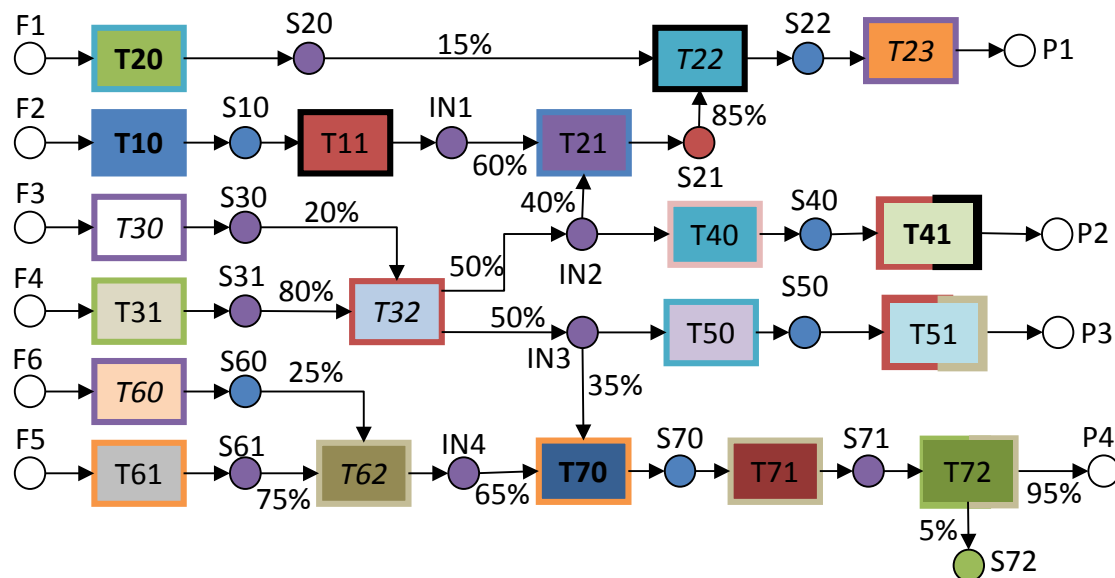 F1
T20
S20
15%
T22
S22
T23
P1
F2
T10
S10
T11
IN1
60%
T21
S21
85%
F3
T30
S30
20%
40%
IN2
T40
S40
T41
P2
F4
T31
S31
80%
T32
50%
50%
IN3
T50
S50
T51
P3
F6
T60
S60
25%
35%
F5
T61
S61
75%
T62
IN4
65%
T70
S70
T71
S71
T72
P4
95%
5%
S72